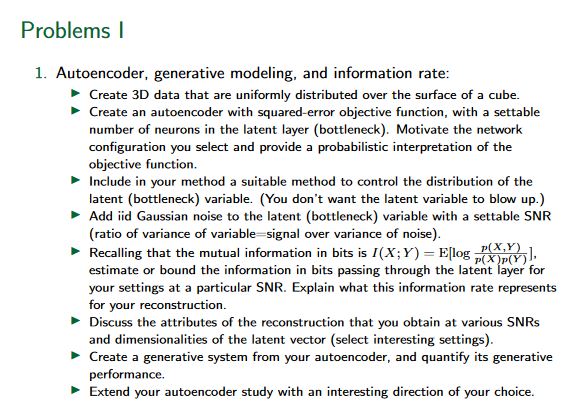 Problems I
1. Autoencoder, generative modeling, and information rate:
▶ Create 3D data that are uniformly distributed over the surface of a cube.
▶ Create an autoencoder with squared-error objective function, with a settable
number of neurons in the latent layer (bottleneck). Motivate the network
configuration you select and provide a probabilistic interpretation of the
objective function.
▶ Include in your method a suitable method to control the distribution of the
latent (bottleneck) variable. (You don't want the latent variable to blow up.)
▶ Add iid Gaussian noise to the latent (bottleneck) variable with a settable SNR
(ratio of variance of variable=signal over variance of noise).
▶ Recalling that the mutual information in bits is I(X;Y) = E[log p(X,Y)/p(X)p(Y)],
estimate or bound the information in bits passing through the latent layer for
your settings at a particular SNR. Explain what this information rate represents
for your reconstruction.
▶ Discuss the attributes of the reconstruction that you obtain at various SNRs
and dimensionalities of the latent vector (select interesting settings).
▶ Create a generative system from your autoencoder, and quantify its generative
performance.
▶ Extend your autoencoder study with an interesting direction of your choice.